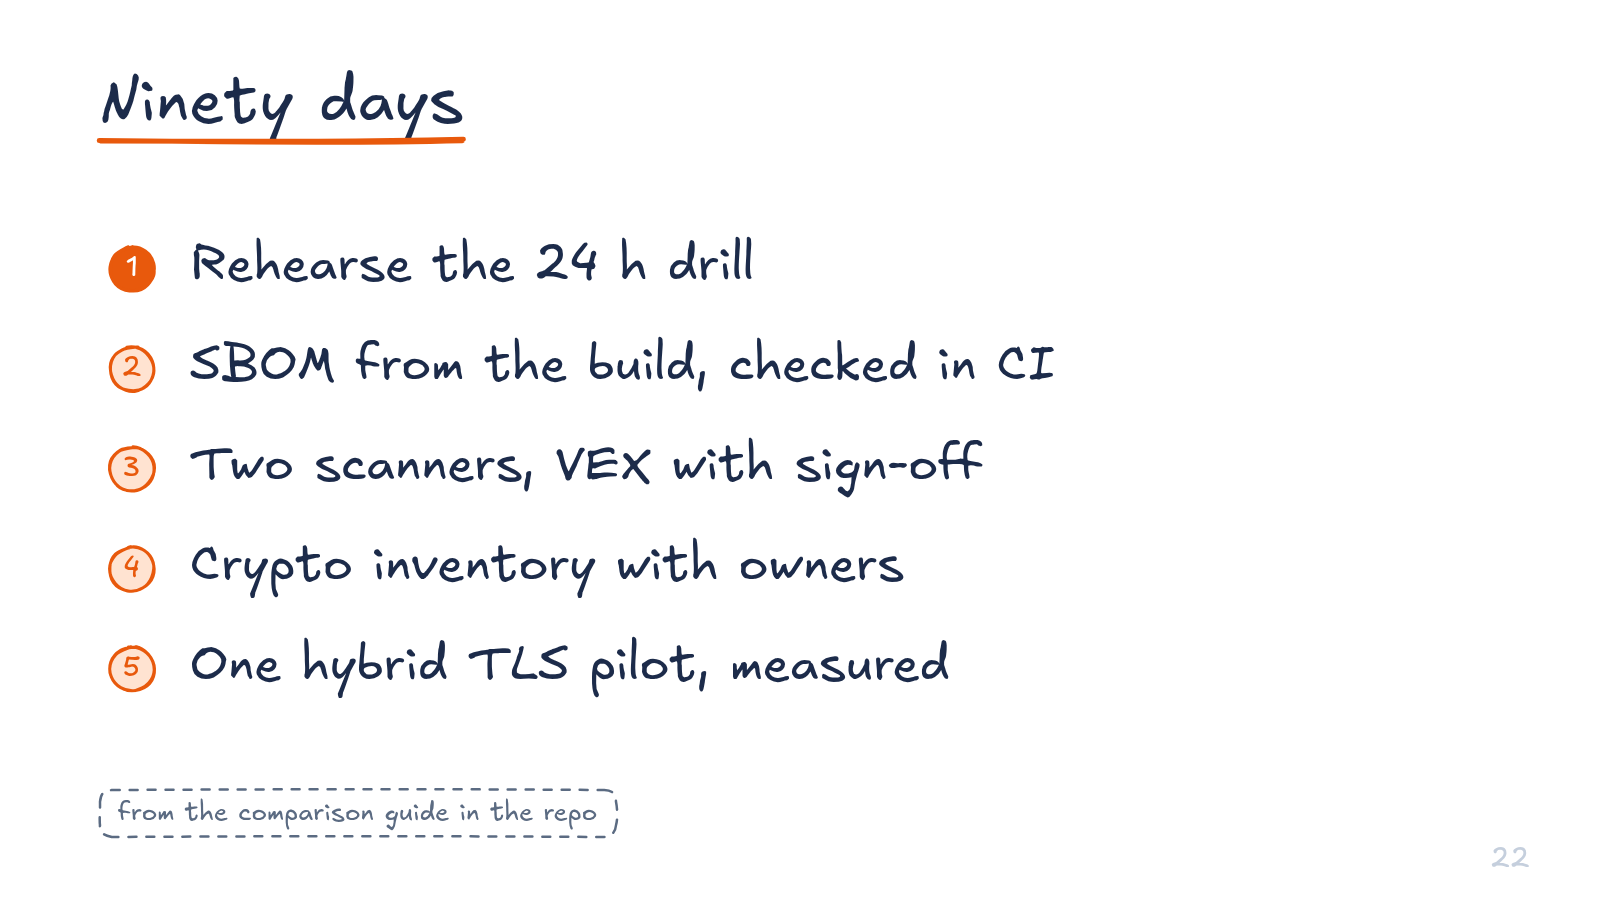 Ninety days
1 Rehearse the 24 h drill
2 SBOM from the build, checked in CI
3 Two scanners, VEX with sign-off
4 Crypto inventory with owners
5 One hybrid TLS pilot, measured
from the comparison guide in the repo
22